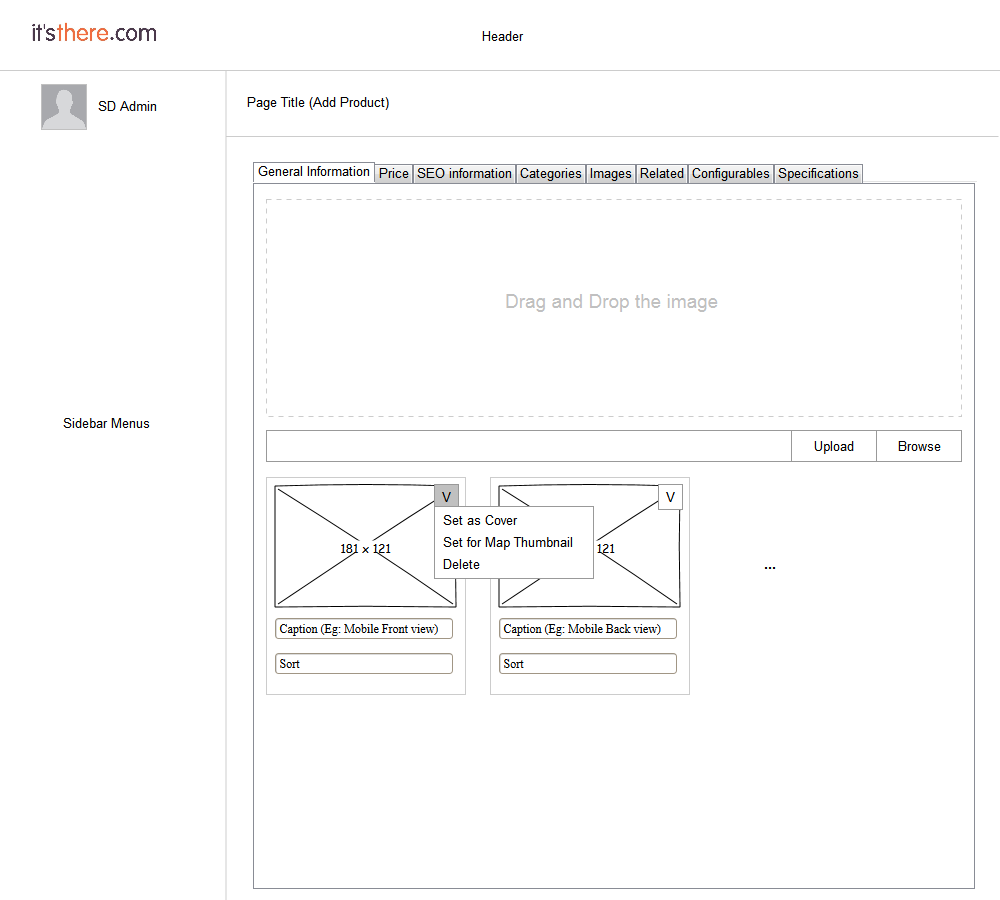 it'sthere.com
Header
SD Admin
Page Title (Add Product)
General Information Price SEO information Categories Images Related Configurables Specifications
Drag and Drop the image
Sidebar Menus
Upload Browse
V V
Set as Cover
Set for Map Thumbnail
Delete
181 x 121
121
...
Caption (Eg: Mobile Front view) Caption (Eg: Mobile Back view)
Sort Sort